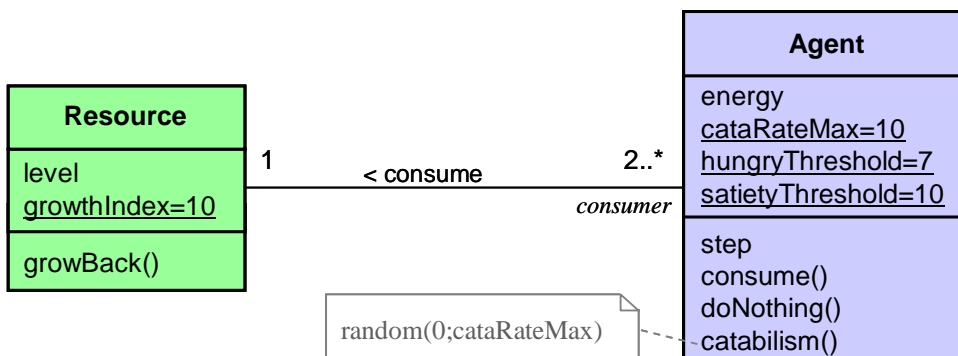 Agent
energy
cataRateMax=10
hungryThreshold=7
satietyThreshold=10
step
consume()
doNothing()
catabilism()
Resource
level
growthIndex=10
growBack()
1
< consume
2..*
consumer
random(0;cataRateMax)